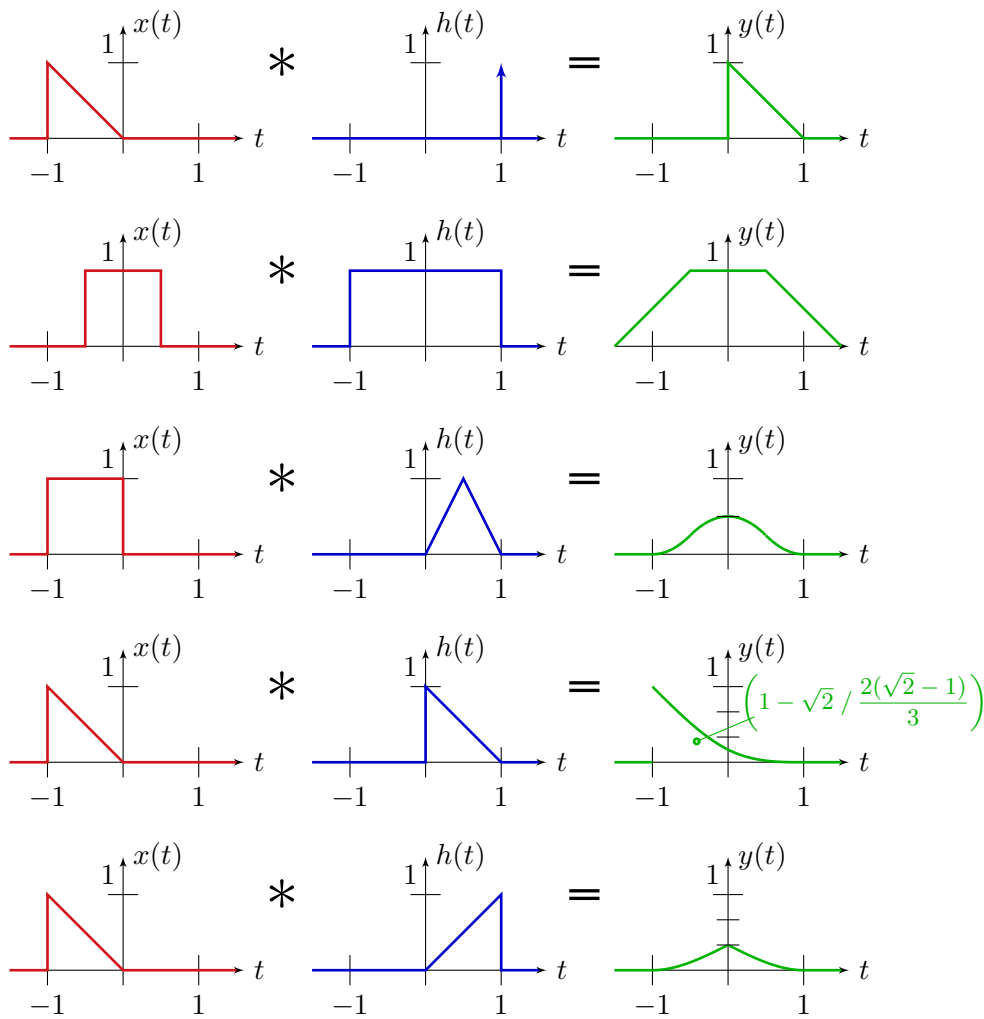 x(t) h(t) y(t)
1 * 1 = 1
t t t
−1 1 −1 1 −1 1
x(t) h(t) y(t)
1 * 1 = 1
t t t
−1 1 −1 1 −1 1
x(t) h(t) y(t)
1 * 1 = 1
t t t
−1 1 −1 1 −1 1
x(t) h(t) y(t)
1 * 1 = 1
(1 − √2 / 2(√2 − 1)/3)
t t t
−1 1 −1 1 −1 1
x(t) h(t) y(t)
1 * 1 = 1
t t t
−1 1 −1 1 −1 1